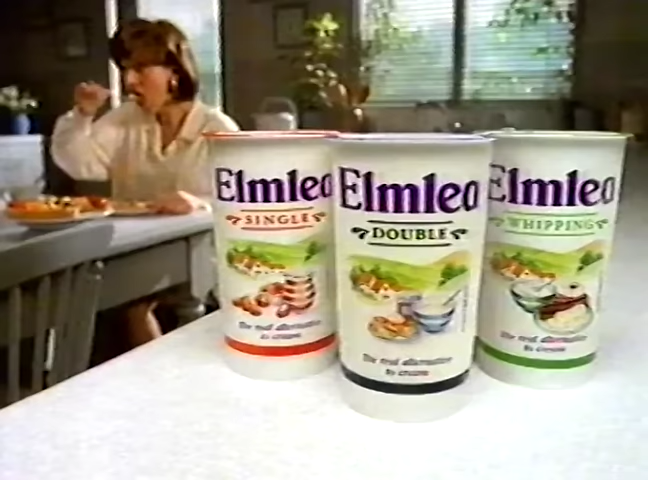 Elmlea
SINGLE
The real alternative
to cream
Elmlea
DOUBLE
The real alternative
to cream
Elmlea
WHIPPING
The real alternative
to cream